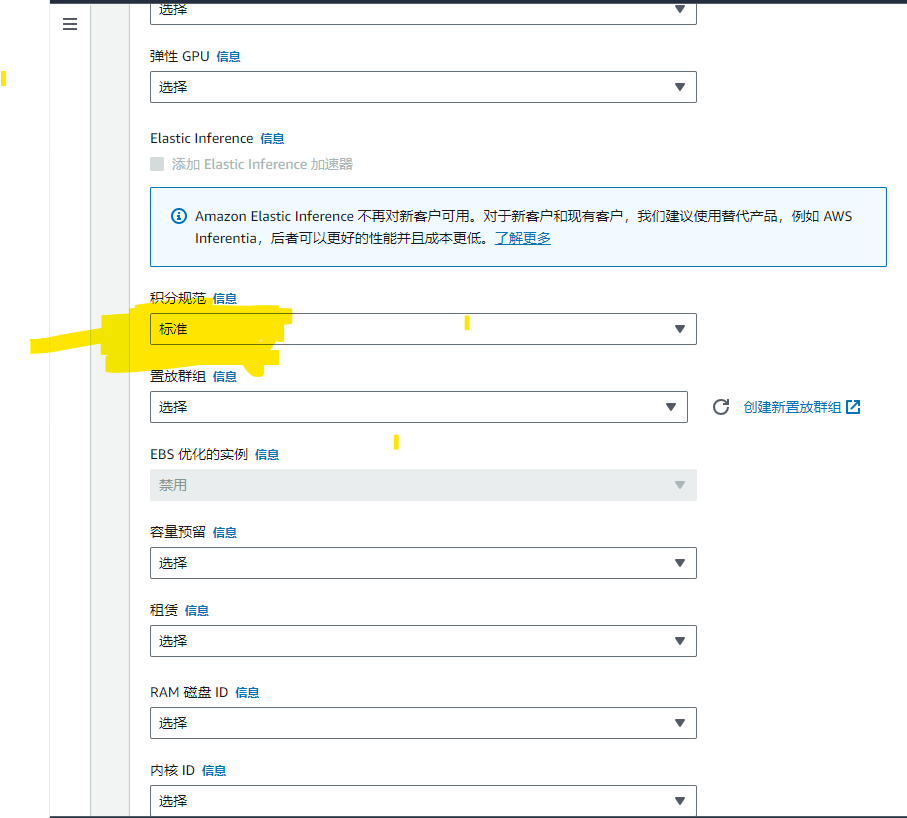 选择
弹性 GPU 信息
选择
Elastic Inference 信息
添加 Elastic Inference 加速器
Amazon Elastic Inference 不再对新客户可用。对于新客户和现有客户，我们建议使用替代产品，例如 AWS
Inferentia，后者可以更好的性能并且成本更低。了解更多
积分规范 信息
标准
置放群组 信息
选择
创建新置放群组
EBS 优化的实例 信息
禁用
容量预留 信息
选择
租赁 信息
选择
RAM 磁盘 ID 信息
选择
内核 ID 信息
选择